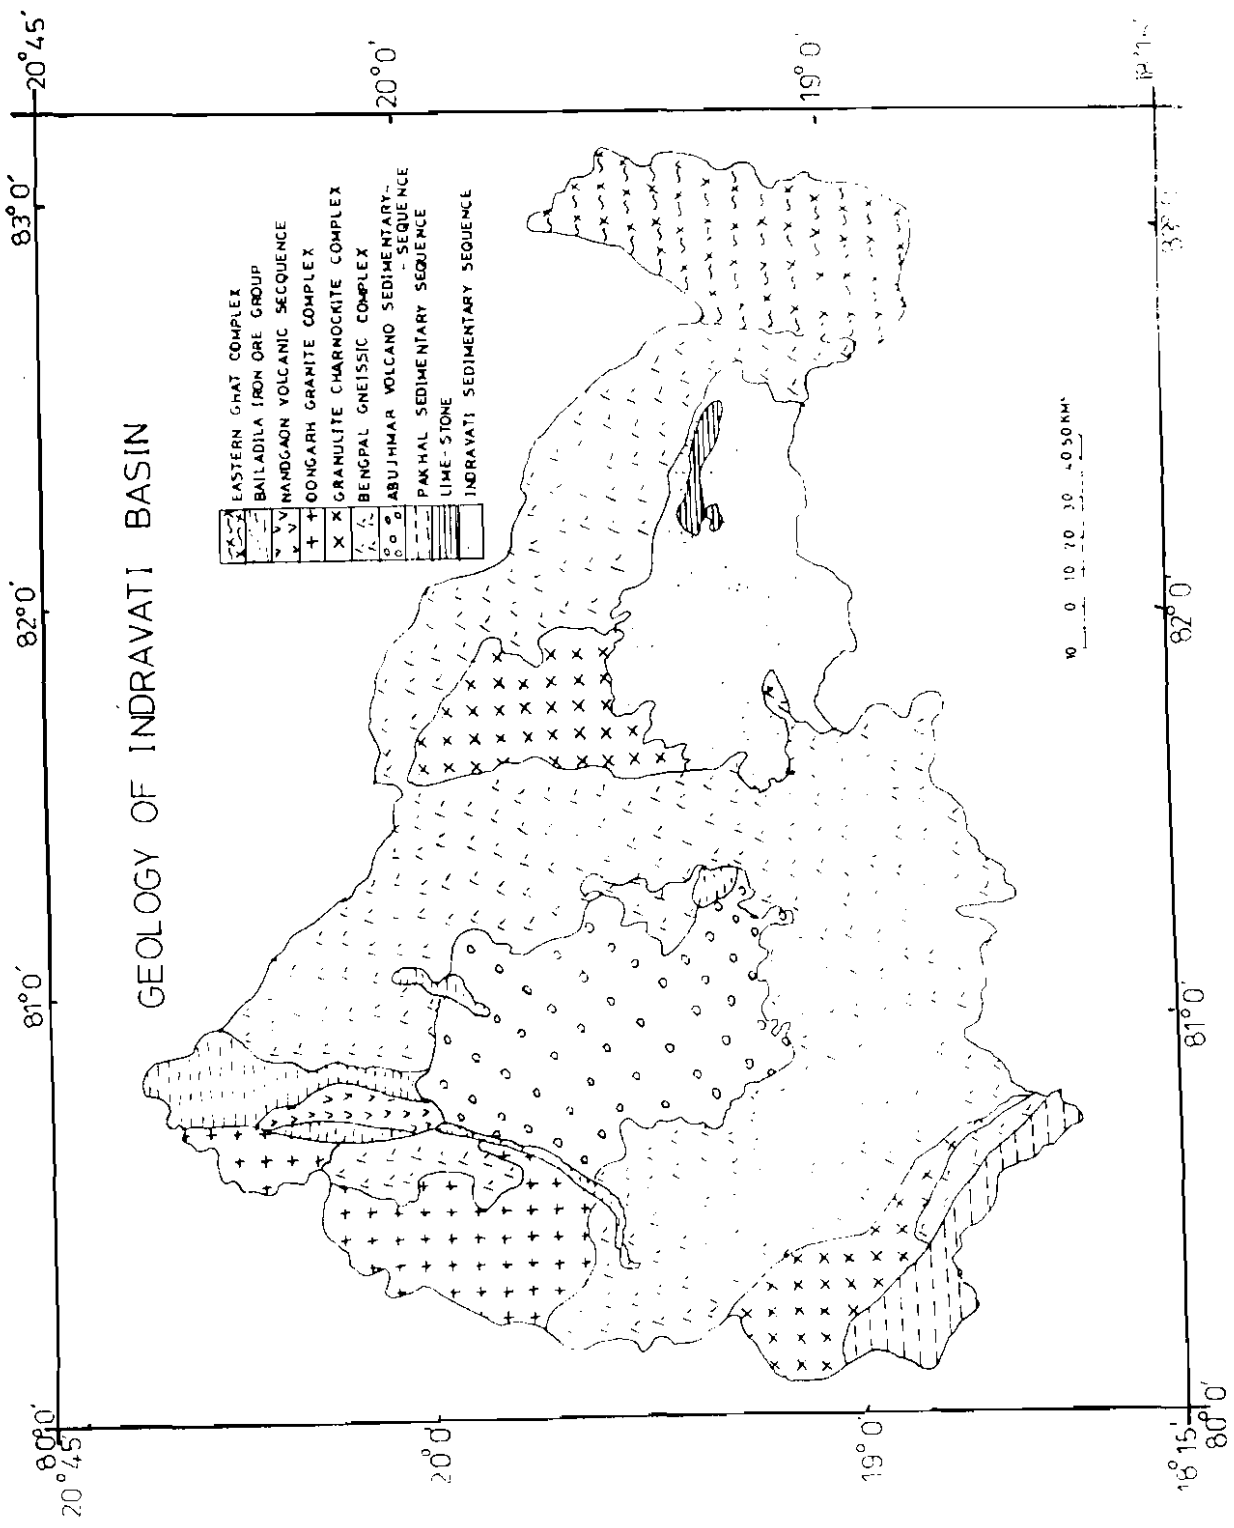 GEOLOGY OF INDRAVATI BASIN
80°0'
81°0'
82°0'
83°0'
20°45'
20°45'
20°0'
20°0'
19°0'
19°0'
18°15'
80°0'
81°0'
82°0'
EASTERN GHAT COMPLEX
BAILADILA IRON ORE GROUP
NANDGAON VOLCANIC SECQUENCE
DONGARH GRANITE COMPLEX
GRANULITE CHARNOCKITE COMPLEX
BENGPAL GNEISSIC COMPLEX
ABUJHMAR VOLCANO SEDIMENTARY-
- SEQUENCE
PAKHAL SEDIMENTARY SEQUENCE
LIME-STONE
INDRAVATI SEDIMENTARY SEQUENCE
10 0 10 20 30 40 50 KMS